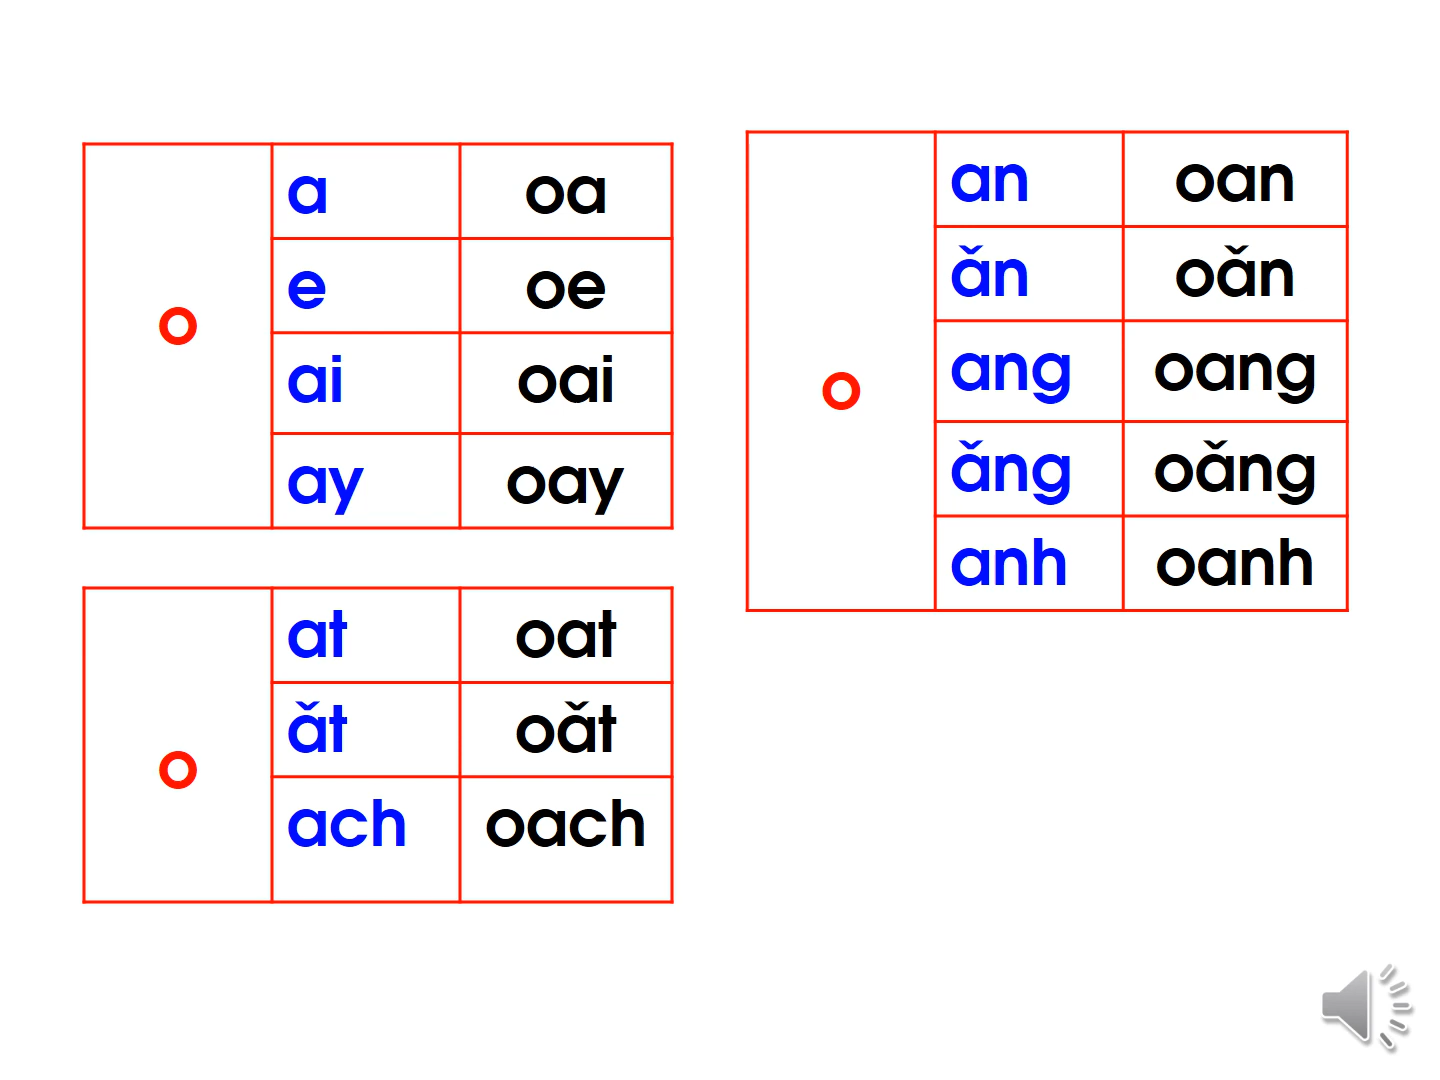 o
a oa
e oe
ai oai
ay oay
o
at oat
ăt oăt
ach oach
o
an oan
ăn oăn
ang oang
ăng oăng
anh oanh